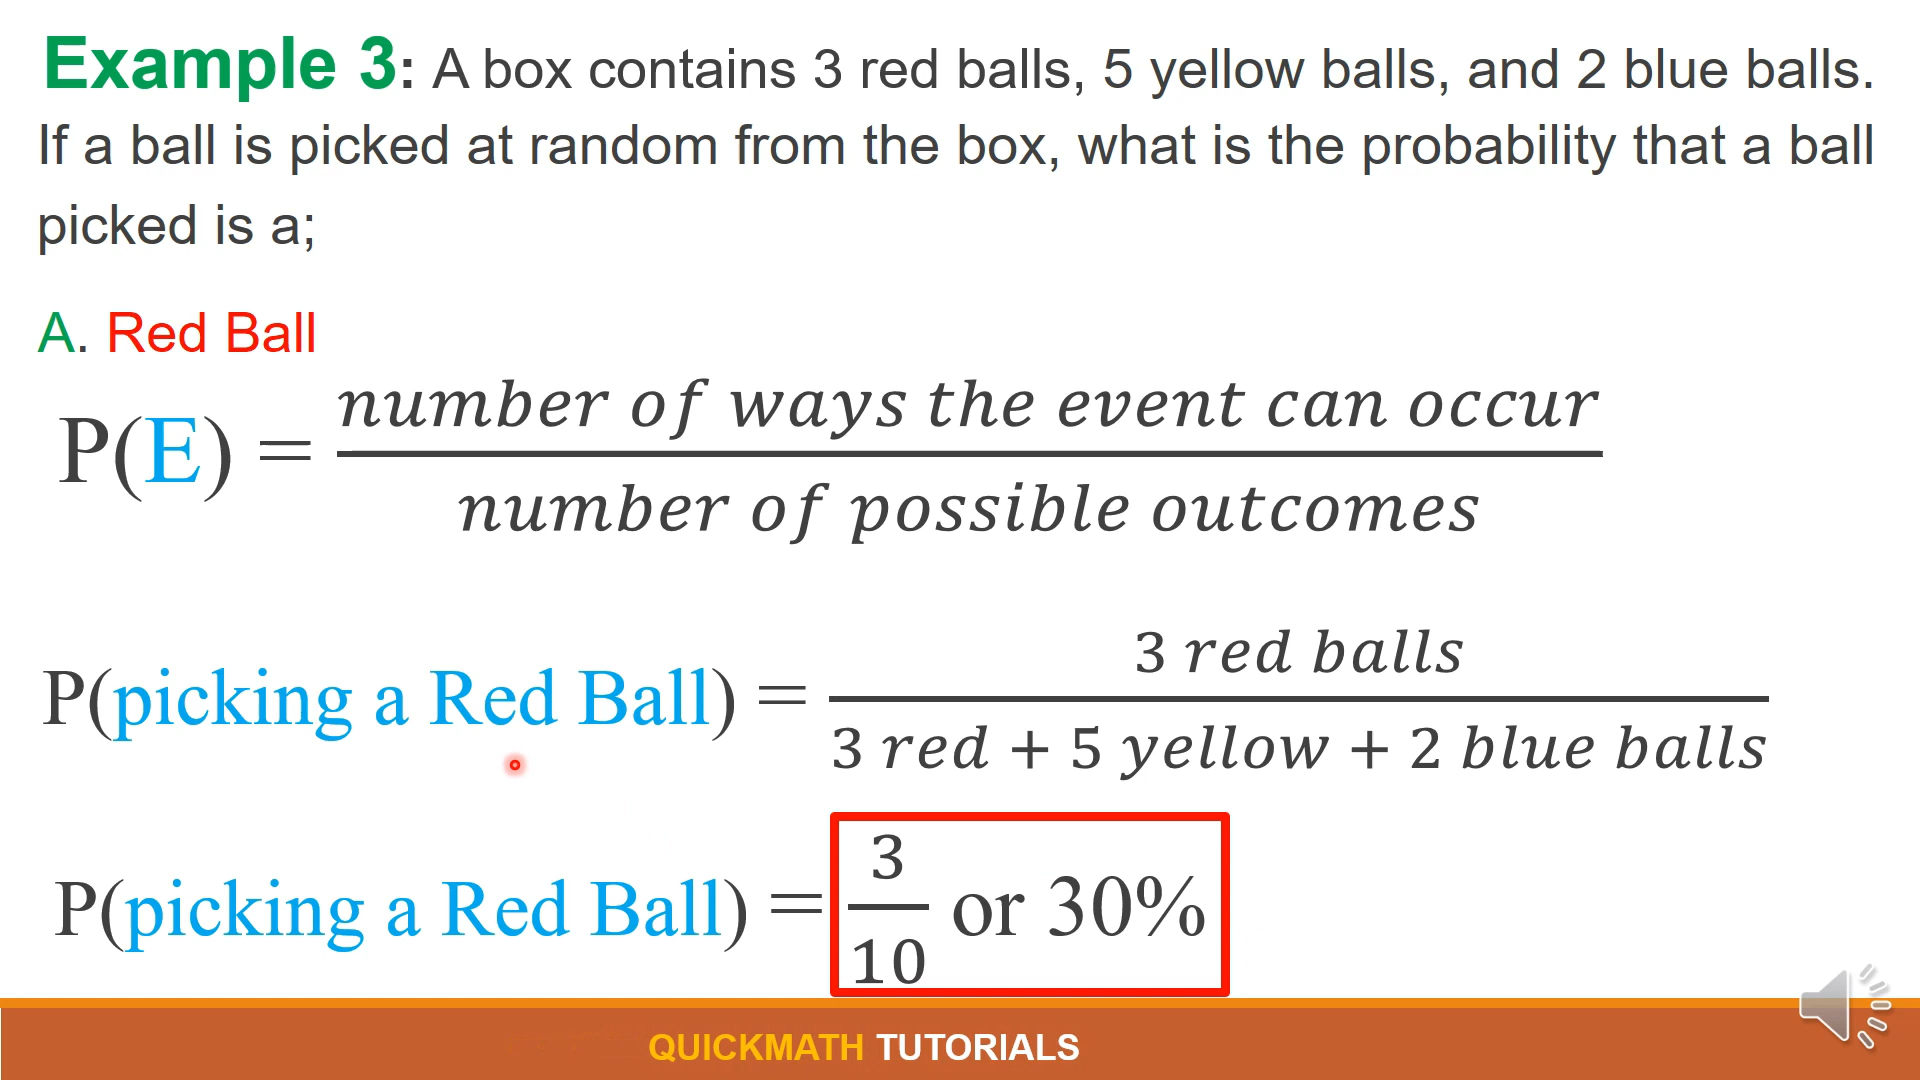 Example 3: A box contains 3 red balls, 5 yellow balls, and 2 blue balls.
If a ball is picked at random from the box, what is the probability that a ball
picked is a;
A. Red Ball
P(E) = number of ways the event can occur / number of possible outcomes
P(picking a Red Ball) = 3 red balls / 3 red + 5 yellow + 2 blue balls
P(picking a Red Ball) = 3/10 or 30%
QUICKMATH TUTORIALS